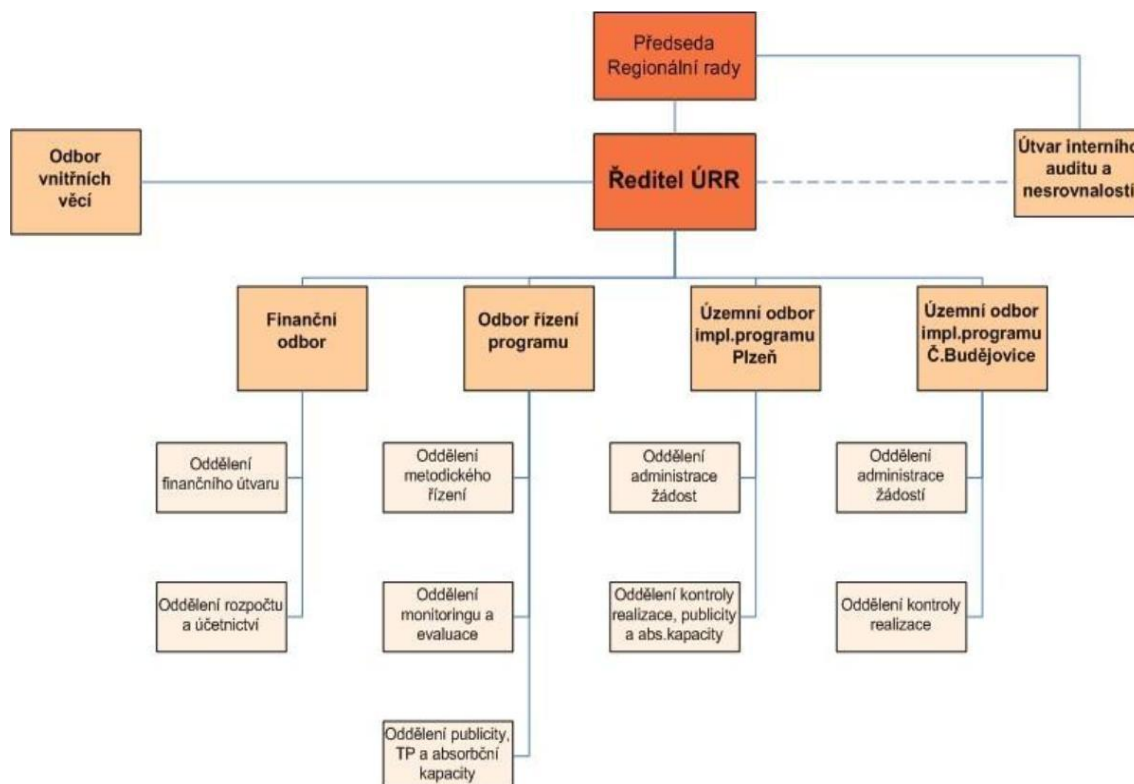 Předseda
Regionální rady
Odbor
vnitřních
věcí
Ředitel ÚRR
Útvar interního
auditu a
nesrovnalostí
Finanční
odbor
Odbor řízení
programu
Územní odbor
impl.programu
Plzeň
Územní odbor
impl.programu
Č.Budějovice
Oddělení
finančního útvaru
Oddělení
metodického
řízení
Oddělení
administrace
žádost
Oddělení
administrace
žádostí
Oddělení rozpočtu
a účetnictví
Oddělení
monitoringu a
evaluace
Oddělení kontroly
realizace, publicity
a abs.kapacity
Oddělení kontroly
realizace
Oddělení publicity,
TP a absorbční
kapacity